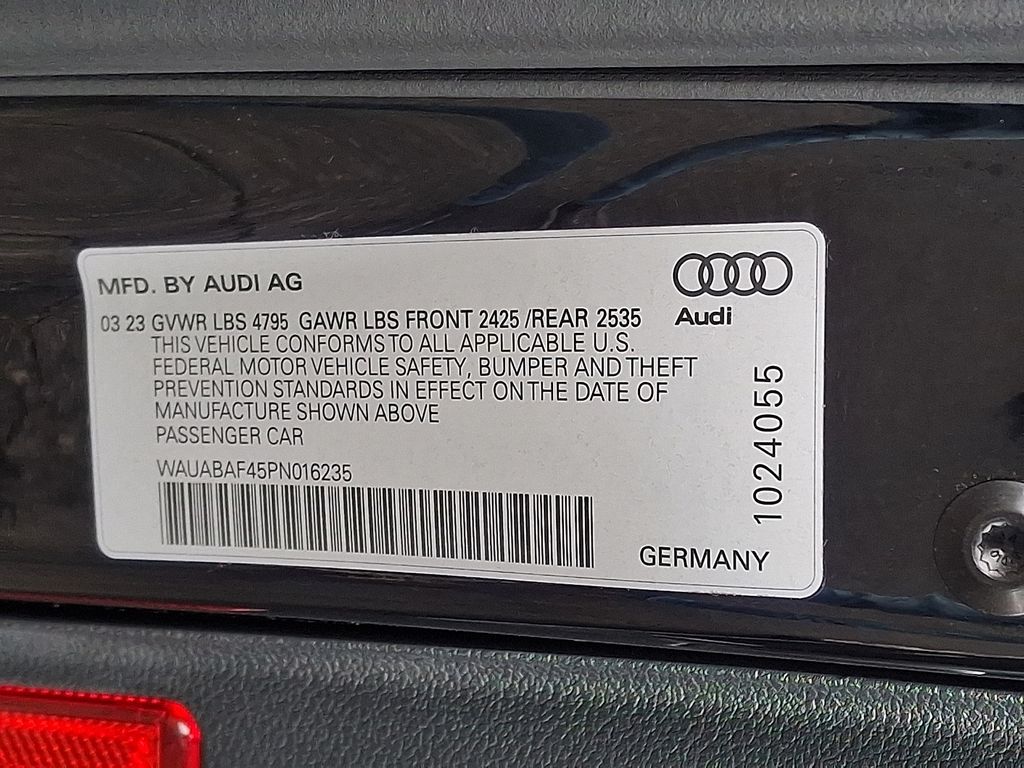 MFD. BY AUDI AG
Audi
03 23 GVWR LBS 4795 GAWR LBS FRONT 2425 /REAR 2535
THIS VEHICLE CONFORMS TO ALL APPLICABLE U.S.
FEDERAL MOTOR VEHICLE SAFETY, BUMPER AND THEFT
PREVENTION STANDARDS IN EFFECT ON THE DATE OF
MANUFACTURE SHOWN ABOVE
PASSENGER CAR
WAUABAF45PN016235
GERMANY
1024055